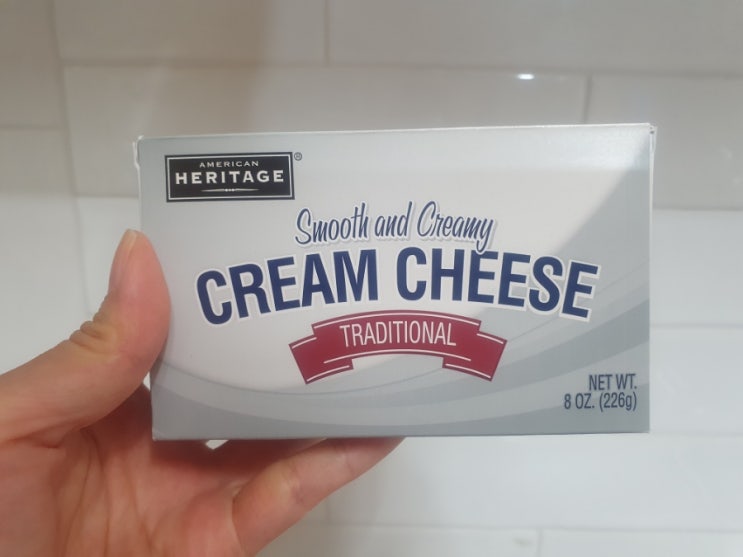 AMERICAN
HERITAGE®
Smooth and Creamy
CREAM CHEESE
TRADITIONAL
NET WT.
8 OZ. (226g)